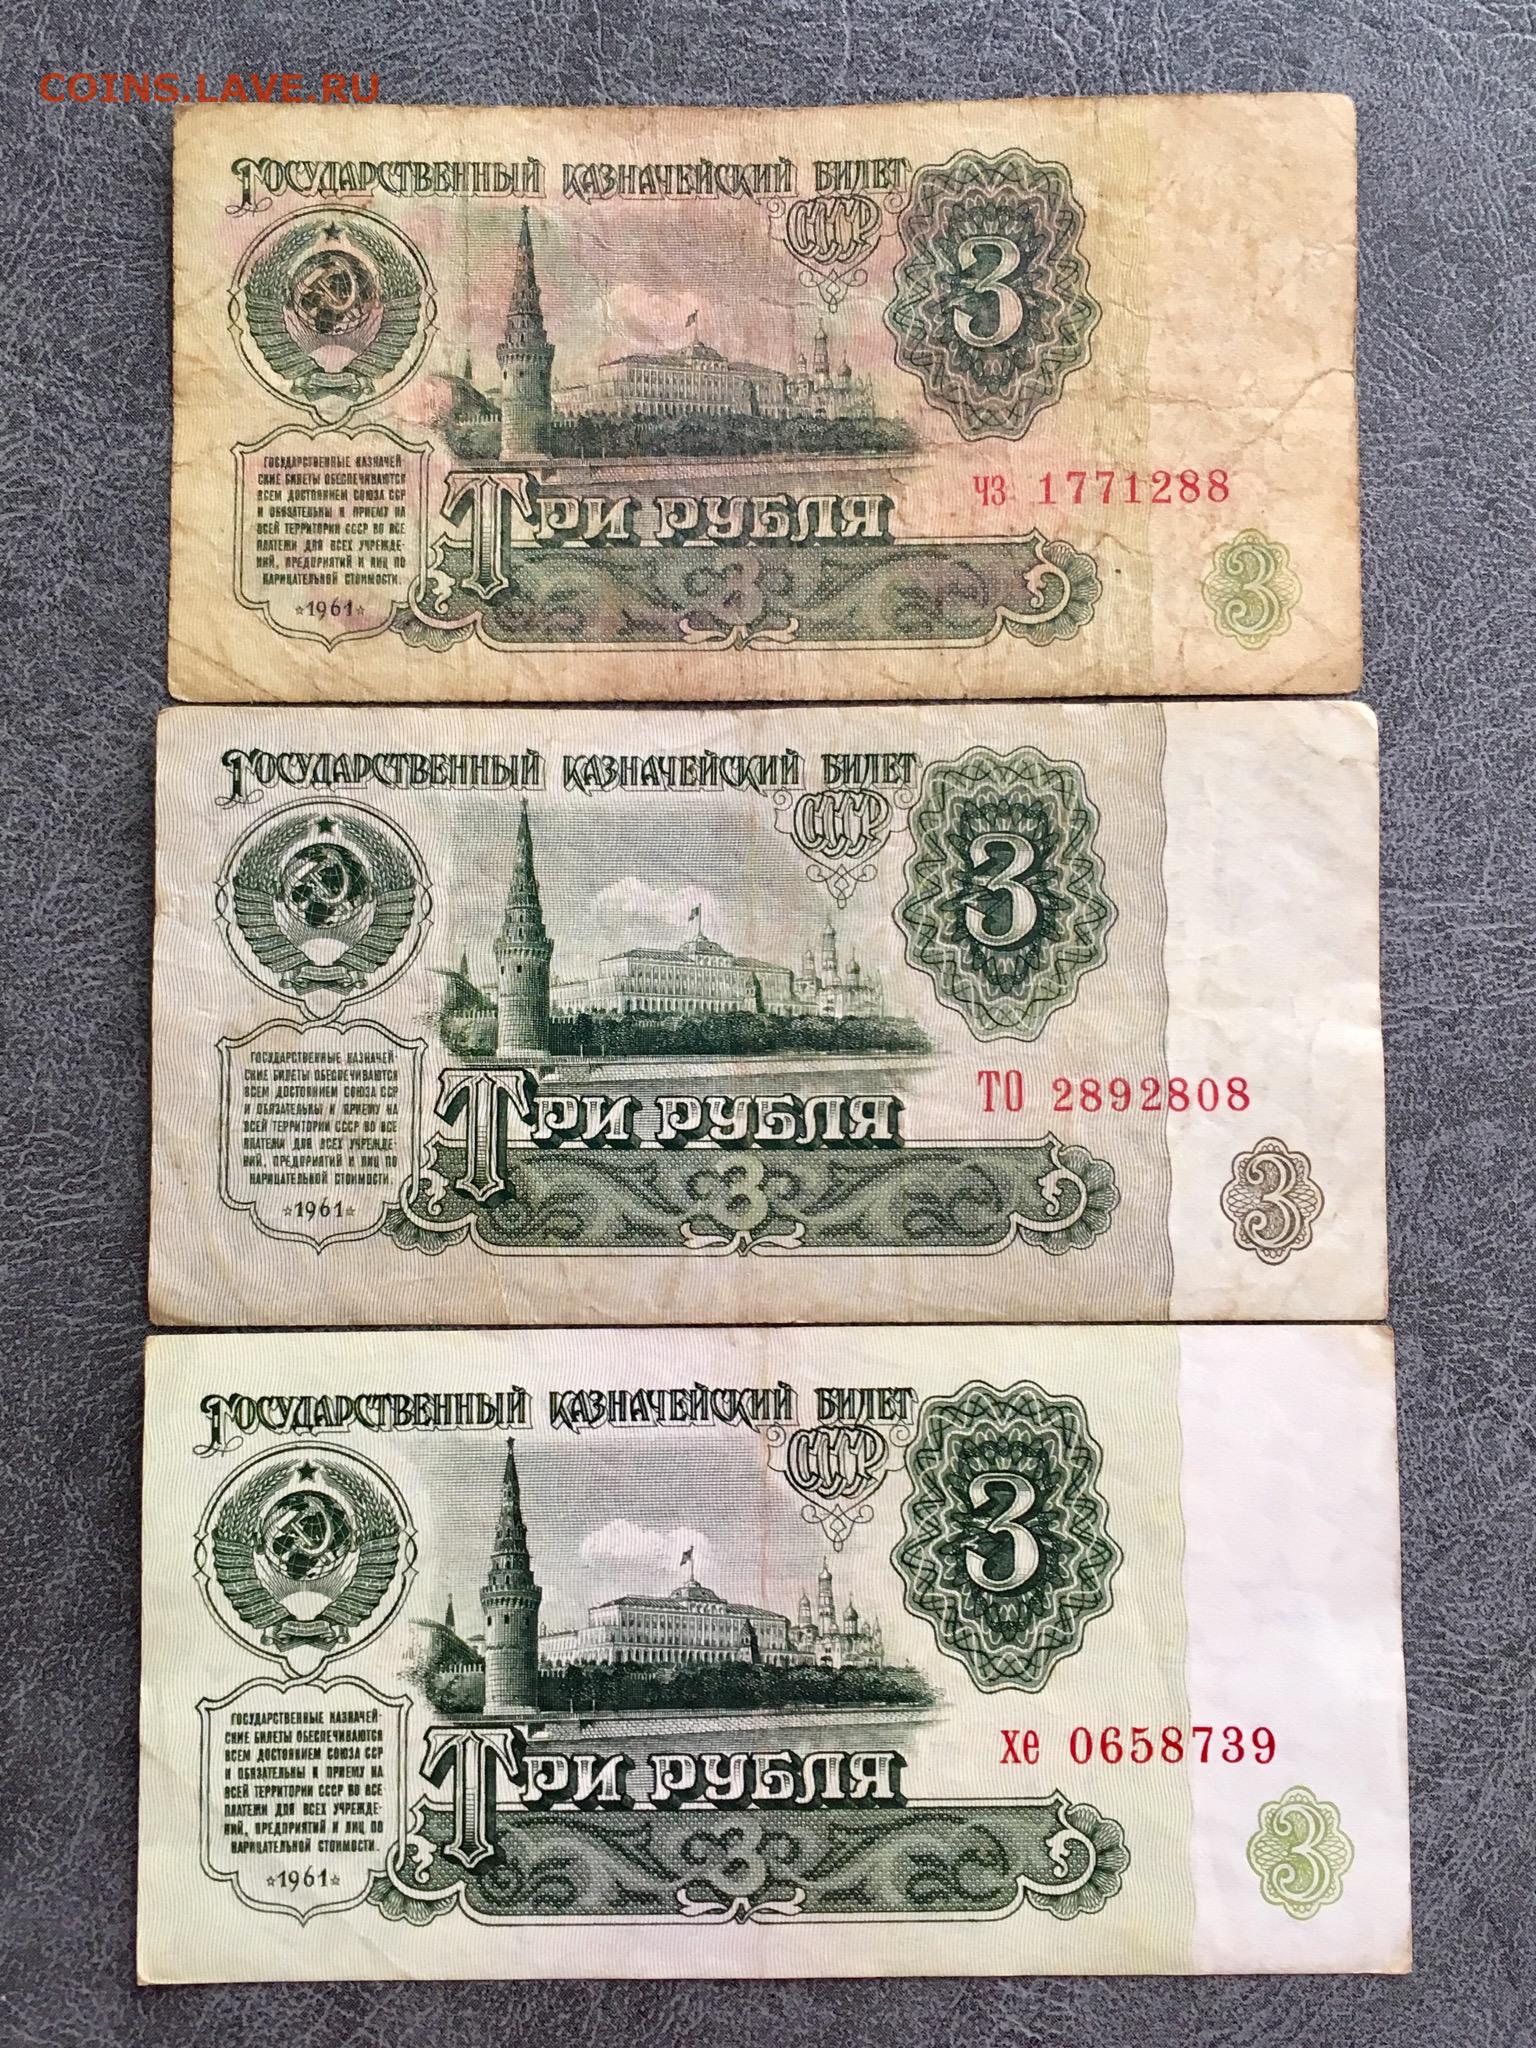 COINS.LAVE.RU
ГОСУДАРСТВЕННЫЙ КАЗНАЧЕЙСКИЙ БИЛЕТ
СССР
3
ГОСУДАРСТВЕННЫЕ КАЗНАЧЕЙ-
СКИЕ БИЛЕТЫ ОБЕСПЕЧИВАЮТСЯ
ВСЕМ ДОСТОЯНИЕМ СОЮЗА ССР
И ОБЯЗАТЕЛЬНЫ К ПРИЕМУ НА
ВСЕЙ ТЕРРИТОРИИ СССР ВО ВСЕ
ПЛАТЕЖИ ДЛЯ ВСЕХ УЧРЕЖДЕ-
НИЙ, ПРЕДПРИЯТИЙ И ЛИЦ ПО
НАРИЦАТЕЛЬНОЙ СТОИМОСТИ.
☆1961☆
ТРИ РУБЛЯ
чз 1771288
3
3
ГОСУДАРСТВЕННЫЙ КАЗНАЧЕЙСКИЙ БИЛЕТ
СССР
3
ГОСУДАРСТВЕННЫЕ КАЗНАЧЕЙ-
СКИЕ БИЛЕТЫ ОБЕСПЕЧИВАЮТСЯ
ВСЕМ ДОСТОЯНИЕМ СОЮЗА ССР
И ОБЯЗАТЕЛЬНЫ К ПРИЕМУ НА
ВСЕЙ ТЕРРИТОРИИ СССР ВО ВСЕ
ПЛАТЕЖИ ДЛЯ ВСЕХ УЧРЕЖДЕ-
НИЙ, ПРЕДПРИЯТИЙ И ЛИЦ ПО
НАРИЦАТЕЛЬНОЙ СТОИМОСТИ.
☆1961☆
ТРИ РУБЛЯ
ТО 2892808
3
3
ГОСУДАРСТВЕННЫЙ КАЗНАЧЕЙСКИЙ БИЛЕТ
СССР
3
ГОСУДАРСТВЕННЫЕ КАЗНАЧЕЙ-
СКИЕ БИЛЕТЫ ОБЕСПЕЧИВАЮТСЯ
ВСЕМ ДОСТОЯНИЕМ СОЮЗА ССР
И ОБЯЗАТЕЛЬНЫ К ПРИЕМУ НА
ВСЕЙ ТЕРРИТОРИИ СССР ВО ВСЕ
ПЛАТЕЖИ ДЛЯ ВСЕХ УЧРЕЖДЕ-
НИЙ, ПРЕДПРИЯТИЙ И ЛИЦ ПО
НАРИЦАТЕЛЬНОЙ СТОИМОСТИ.
☆1961☆
ТРИ РУБЛЯ
хе 0658739
3
3